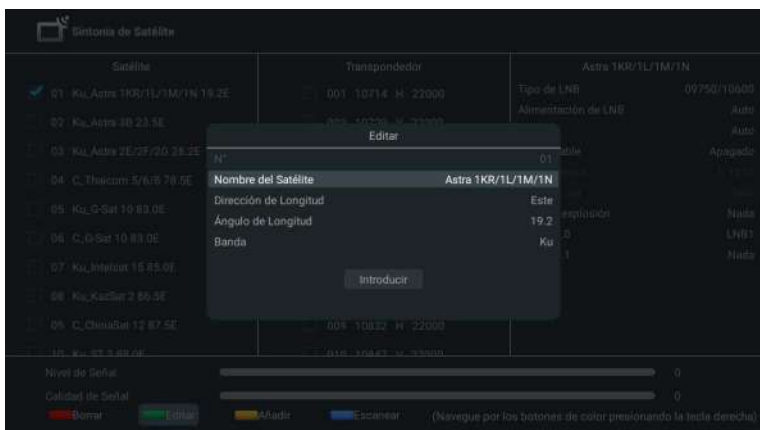 Sintonía de Satélite
Satélite Transpondedor Astra 1KR/1L/1M/1N
01 Ku_Astra 1KR/1L/1M/1N 19.2E 001 10714 H 22000 Tipo de LNB 09750/10600
02 Ku_Astra 3B 23.5E Alimentación de LNB Auto
Auto
Editar
03 Ku_Astra 2E/2F/2G 28.2E Apagado
N° 01
04 C_Thaicom 5/6/8 78.5E
Nombre del Satélite Astra 1KR/1L/1M/1N
Dirección de Longitud Este
05 Ku_G-Sat 10 83.0E Nada
Ángulo de Longitud 19.2
06 C_G-Sat 10 83.0E LNB1
Banda Ku
07 Ku_Intelsat 15 85.0E Nada
Introducir
08 Ku_KazSat 2 86.5E
09 C_ChinaSat 12 87.5E 009 10832 H 22000
Nivel de Señal 0
Calidad de Señal 0
Borrar Editar Añadir Escanear (Navegue por los botones de color presionando la tecla derecha)